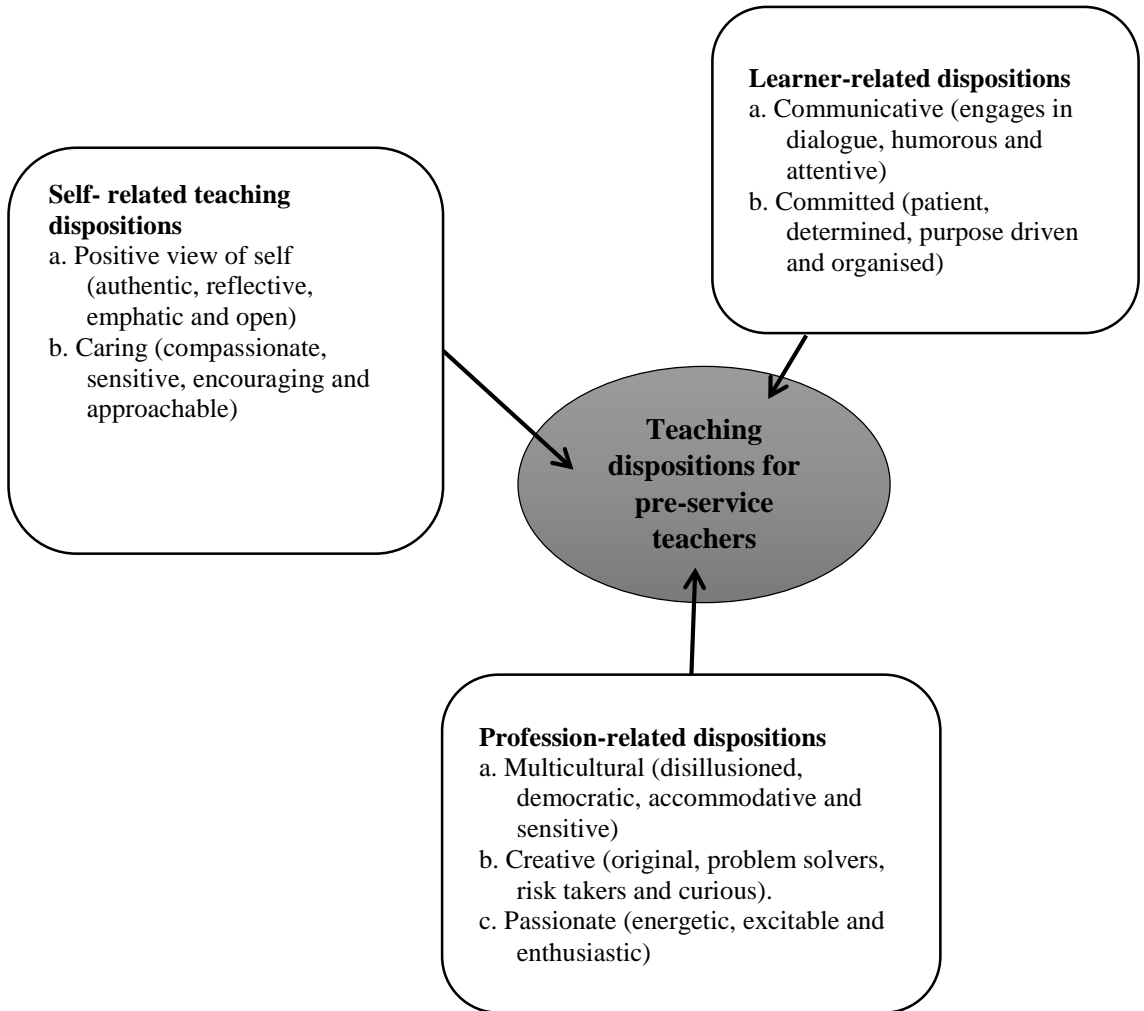 Learner-related dispositions
a. Communicative (engages in
dialogue, humorous and
attentive)
b. Committed (patient,
determined, purpose driven
and organised)
Self- related teaching
dispositions
a. Positive view of self
(authentic, reflective,
emphatic and open)
b. Caring (compassionate,
sensitive, encouraging and
approachable)
Teaching
dispositions for
pre-service
teachers
Profession-related dispositions
a. Multicultural (disillusioned,
democratic, accommodative and
sensitive)
b. Creative (original, problem solvers,
risk takers and curious).
c. Passionate (energetic, excitable and
enthusiastic)